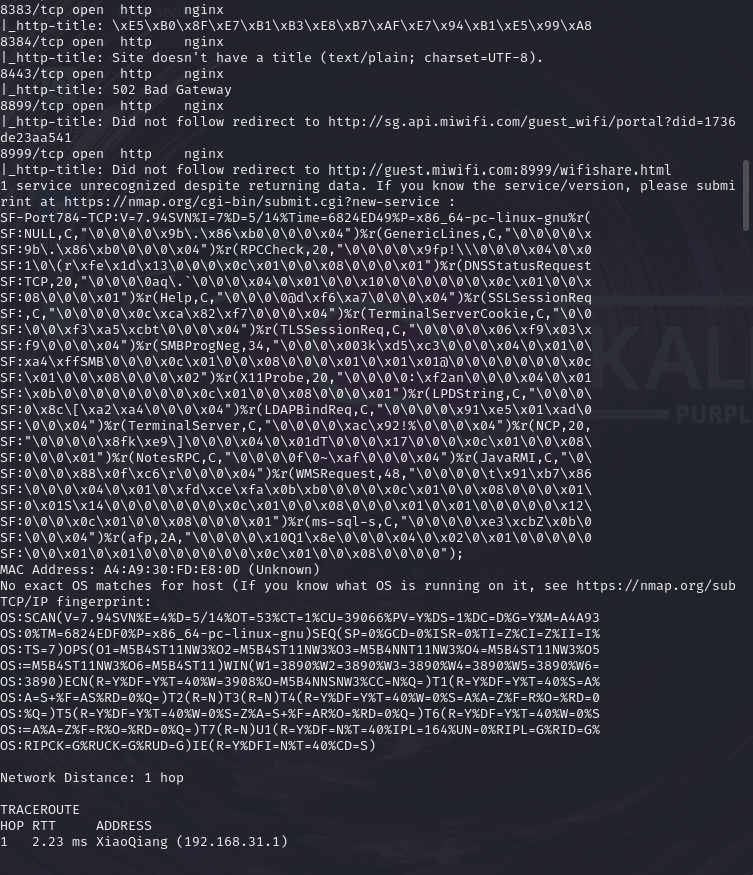 8383/tcp open  http    nginx
|_http-title: \xE5\xB0\x8F\xE7\xB1\xB3\xE8\xB7\xAF\xE7\x94\xB1\xE5\x99\xA8
8384/tcp open  http    nginx
|_http-title: Site doesn't have a title (text/plain; charset=UTF-8).
8443/tcp open  http    nginx
|_http-title: 502 Bad Gateway
8899/tcp open  http    nginx
|_http-title: Did not follow redirect to http://sg.api.miwifi.com/guest_wifi/portal?did=1736
de23aa541
8999/tcp open  http    nginx
|_http-title: Did not follow redirect to http://guest.miwifi.com:8999/wifishare.html
1 service unrecognized despite returning data. If you know the service/version, please submi
rint at https://nmap.org/cgi-bin/submit.cgi?new-service :
SF-Port784-TCP:V=7.94SVN%I=7%D=5/14%Time=6824ED49%P=x86_64-pc-linux-gnu%r(
SF:NULL,C,"\0\0\0\x9b\.\x86\xb0\0\0\0\x04")%r(GenericLines,C,"\0\0\0\0\x
SF:9b\.\x86\xb0\0\0\0\x04")%r(RPCCheck,20,"\0\0\0\0\x9fp!\\\0\0\0\x04\0\x0
SF:1\0\(r\xfe\x1d\x13\0\0\0\x0c\x01\0\0\x08\0\0\0\x01")%r(DNSStatusRequest
SF:TCP,20,"\0\0\0\0aq\.`\0\0\0\x04\0\x01\0\0\x10\0\0\0\0\0\0\x0c\x01\0\0\x
SF:08\0\0\0\x01")%r(Help,C,"\0\0\0\0@d\xf6\xa7\0\0\0\x04")%r(SSLSessionReq
SF:,C,"\0\0\0\0\x0c\xca\x82\xf7\0\0\0\x04")%r(TerminalServerCookie,C,"\0\0
SF:\0\0\xf3\xa5\xcbt\0\0\0\x04")%r(TLSSessionReq,C,"\0\0\0\0\x06\xf9\x03\x
SF:f9\0\0\0\x04")%r(SMBProgNeg,34,"\0\0\0\x003k\xd5\xc3\0\0\0\x04\0\x01\0\
SF:xa4\xffSMB\0\0\0\x0c\x01\0\0\x08\0\0\0\x01\0\x01\x01@\0\0\0\0\0\0\0\x0c
SF:\x01\0\0\x08\0\0\0\x02")%r(X11Probe,20,"\0\0\0\0:\xf2an\0\0\0\x04\0\x01
SF:\x0b\0\0\0\0\0\0\x0c\x01\0\0\x08\0\0\0\x01")%r(LPDString,C,"\0\0\0\
SF:0\x8c\[\xa2\xa4\0\0\0\x04")%r(LDAPBindReq,C,"\0\0\0\0\x91\xe5\x01\xad\0
SF:\0\0\x04")%r(TerminalServer,C,"\0\0\0\0\xac\x92!%\0\0\0\x04")%r(NCP,20,
SF:"\0\0\0\0\x8fk\xe9\]\0\0\0\x04\0\x01dT\0\0\x17\0\0\0\x0c\x01\0\0\x08\
SF:0\0\0\x01")%r(NotesRPC,C,"\0\0\0\0f\0~\xaf\0\0\0\x04")%r(JavaRMI,C,"\0\
SF:0\0\0\x88\x0f\xc6\r\0\0\0\x04")%r(WMSRequest,48,"\0\0\0\0\t\x91\xb7\x86
SF:\0\0\0\x04\0\x01\0\xfd\xce\xfa\x0b\xb0\0\0\0\x0c\x01\0\0\x08\0\0\0\x01\
SF:0\x01S\x14\0\0\0\0\0\0\x0c\x01\0\0\x08\0\0\0\x01\0\0\0\0\0\0\x12\
SF:0\0\0\x0c\x01\0\0\x08\0\0\0\x01")%r(ms-sql-s,C,"\0\0\0\0\xe3\xcbZ\x0b\0
SF:\0\0\x04")%r(afp,2A,"\0\0\0\x10Q1\x8e\0\0\0\x04\0\x02\0\x01\0\0\0\0\0
SF:\0\0\x01\0\x01\0\0\0\0\0\0\x0c\x01\0\0\x08\0\0\0\0");
MAC Address: A4:A9:30:FD:E8:0D (Unknown)
No exact OS matches for host (If you know what OS is running on it, see https://nmap.org/sub
TCP/IP fingerprint:
OS:SCAN(V=7.94SVN%E=4%D=5/14%OT=53%CT=1%CU=39066%PV=Y%DS=1%DC=D%G=Y%M=A4A93
OS:0%TM=6824EDF0%P=x86_64-pc-linux-gnu)SEQ(SP=0%GCD=0%ISR=0%TI=Z%CI=Z%II=I%
OS:TS=7)OPS(O1=M5B4ST11NW3%O2=M5B4ST11NW3%O3=M5B4NNT11NW3%O4=M5B4ST11NW3%O5
OS:=M5B4ST11NW3%O6=M5B4ST11)WIN(W1=3890%W2=3890%W3=3890%W4=3890%W5=3890%W6=
OS:3890)ECN(R=Y%DF=Y%T=40%W=3908%O=M5B4NNSNW3%CC=N%Q=)T1(R=Y%DF=Y%T=40%S=A%
OS:A=S+%F=AS%RD=0%Q=)T2(R=N)T3(R=N)T4(R=Y%DF=Y%T=40%W=0%S=A%A=Z%F=R%O=%RD=0
OS:%Q=)T5(R=Y%DF=Y%T=40%W=0%S=Z%A=S+%F=AR%O=%RD=0%Q=)T6(R=Y%DF=Y%T=40%W=0%S
OS:=A%A=Z%F=R%O=%RD=0%Q=)T7(R=N)U1(R=Y%DF=N%T=40%IPL=164%UN=0%RIPL=G%RID=G%
OS:RIPCK=G%RUCK=G%RUD=G)IE(R=Y%DFI=N%T=40%CD=S)
Network Distance: 1 hop
TRACEROUTE
HOP RTT     ADDRESS
1   2.23 ms XiaoQiang (192.168.31.1)
KALI
PURPL